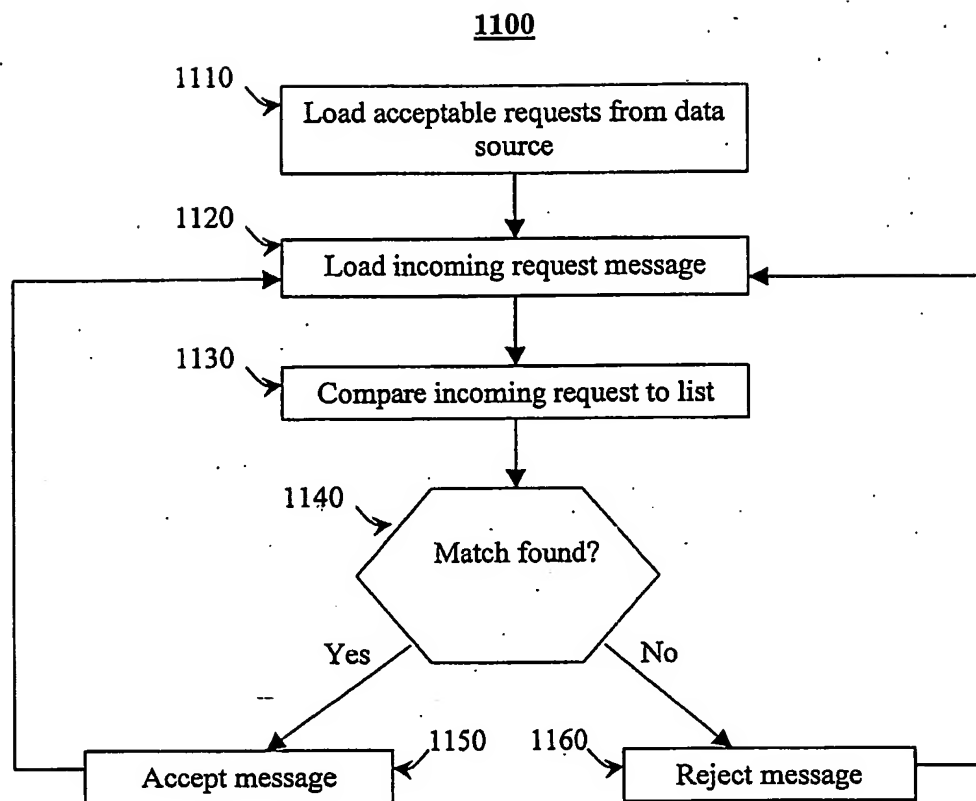 1100
1110
Load acceptable requests from data
source
1120
Load incoming request message
1130
Compare incoming request to list
1140
Match found?
Yes
No
1150
1160
Accept message
Reject message